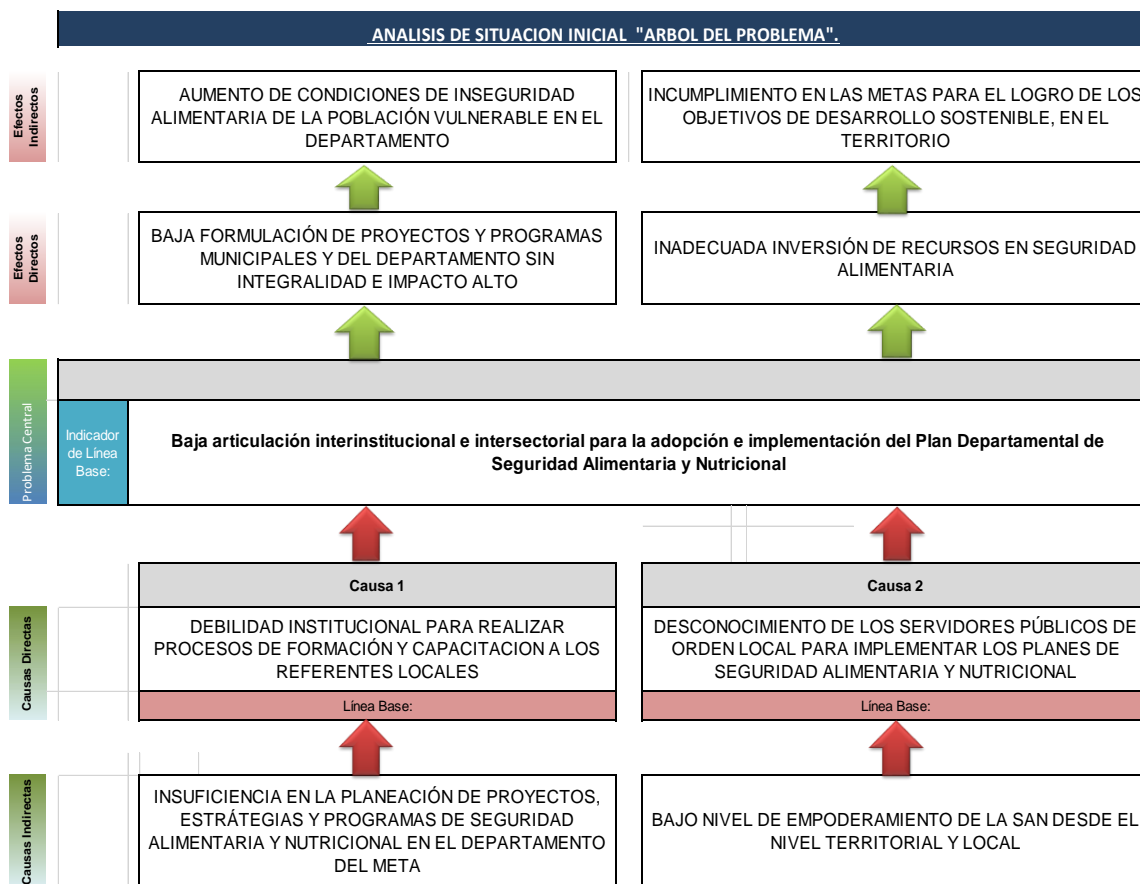 ANALISIS DE SITUACION INICIAL "ARBOL DEL PROBLEMA".
Efectos
Indirectos
AUMENTO DE CONDICIONES DE INSEGURIDAD
ALIMENTARIA DE LA POBLACIÓN VULNERABLE EN EL
DEPARTAMENTO
INCUMPLIMIENTO EN LAS METAS PARA EL LOGRO DE LOS
OBJETIVOS DE DESARROLLO SOSTENIBLE, EN EL
TERRITORIO
Efectos
Directos
BAJA FORMULACIÓN DE PROYECTOS Y PROGRAMAS
MUNICIPALES Y DEL DEPARTAMENTO SIN
INTEGRALIDAD E IMPACTO ALTO
INADECUADA INVERSIÓN DE RECURSOS EN SEGURIDAD
ALIMENTARIA
Problema Central
Indicador
de Línea
Base:
Baja articulación interinstitucional e intersectorial para la adopción e implementación del Plan Departamental de
Seguridad Alimentaria y Nutricional
Causas Directas
Causa 1
DEBILIDAD INSTITUCIONAL PARA REALIZAR
PROCESOS DE FORMACIÓN Y CAPACITACION A LOS
REFERENTES LOCALES
Línea Base:
Causa 2
DESCONOCIMIENTO DE LOS SERVIDORES PÚBLICOS DE
ORDEN LOCAL PARA IMPLEMENTAR LOS PLANES DE
SEGURIDAD ALIMENTARIA Y NUTRICIONAL
Línea Base:
Causas Indirectas
INSUFICIENCIA EN LA PLANEACIÓN DE PROYECTOS,
ESTRÁTEGIAS Y PROGRAMAS DE SEGURIDAD
ALIMENTARIA Y NUTRICIONAL EN EL DEPARTAMENTO
DEL META
BAJO NIVEL DE EMPODERAMIENTO DE LA SAN DESDE EL
NIVEL TERRITORIAL Y LOCAL